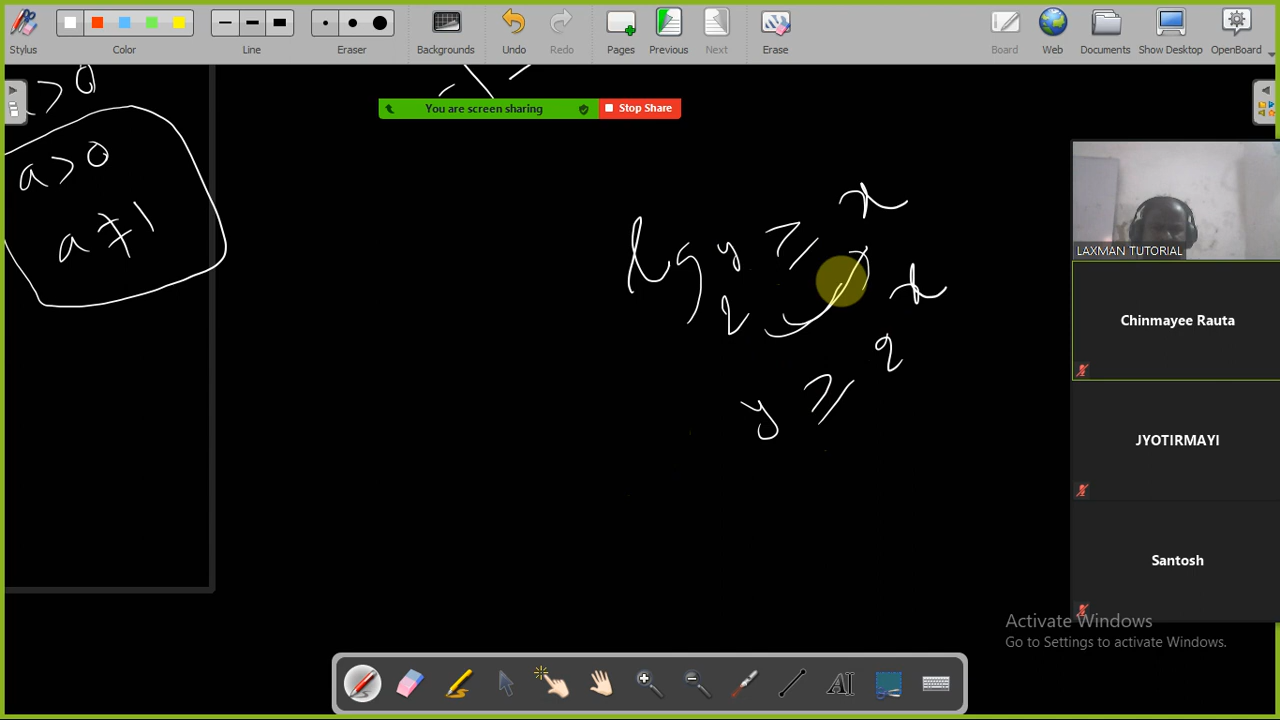 Stylus
Color
Line
Eraser
Backgrounds
Undo
Redo
Pages
Previous
Next
Erase
Board
Web
Documents
Show Desktop
OpenBoard
You are screen sharing
Stop Share
>0
a>0
a≠1
log₂ y ≥ x
y ≥ 2ˣ
LAXMAN TUTORIAL
Chinmayee Rauta
JYOTIRMAYI
Santosh
Activate Windows
Go to Settings to activate Windows.
AI